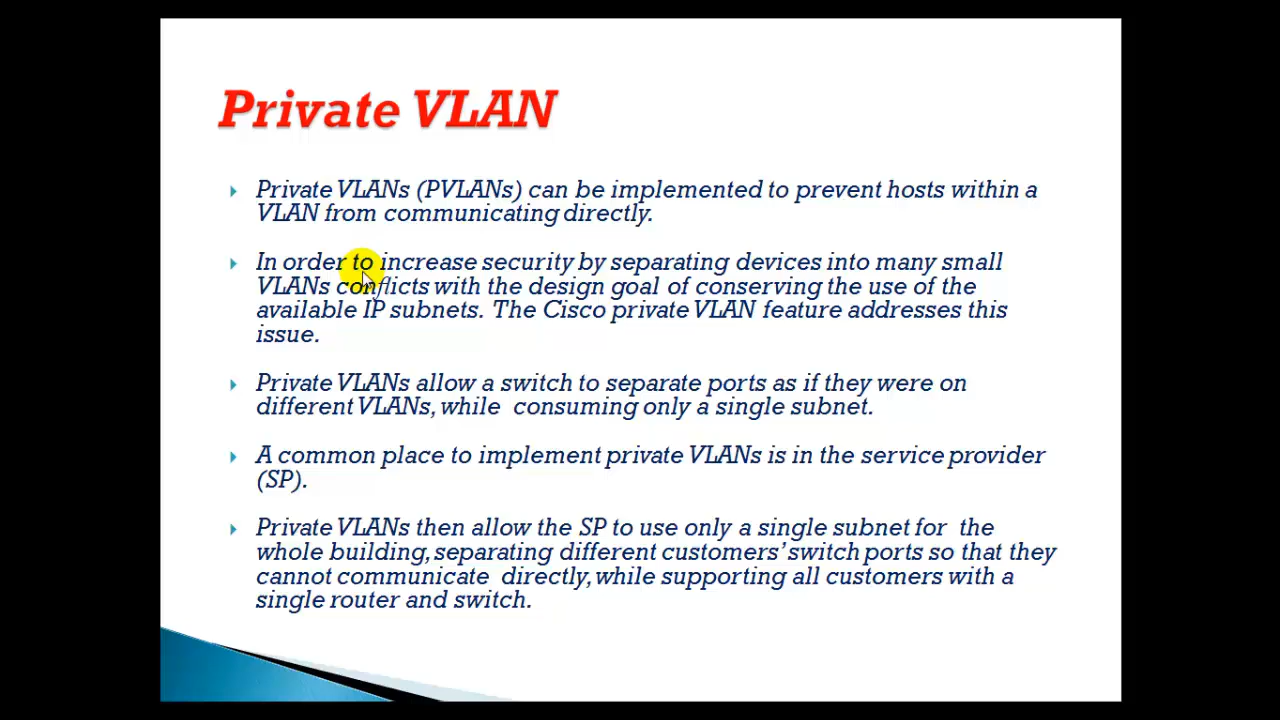 Private VLAN
Private VLANs (PVLANs) can be implemented to prevent hosts within a
VLAN from communicating directly.
In order to increase security by separating devices into many small
VLANs conflicts with the design goal of conserving the use of the
available IP subnets. The Cisco private VLAN feature addresses this
issue.
Private VLANs allow a switch to separate ports as if they were on
different VLANs, while consuming only a single subnet.
A common place to implement private VLANs is in the service provider
(SP).
Private VLANs then allow the SP to use only a single subnet for the
whole building, separating different customers' switch ports so that they
cannot communicate directly, while supporting all customers with a
single router and switch.